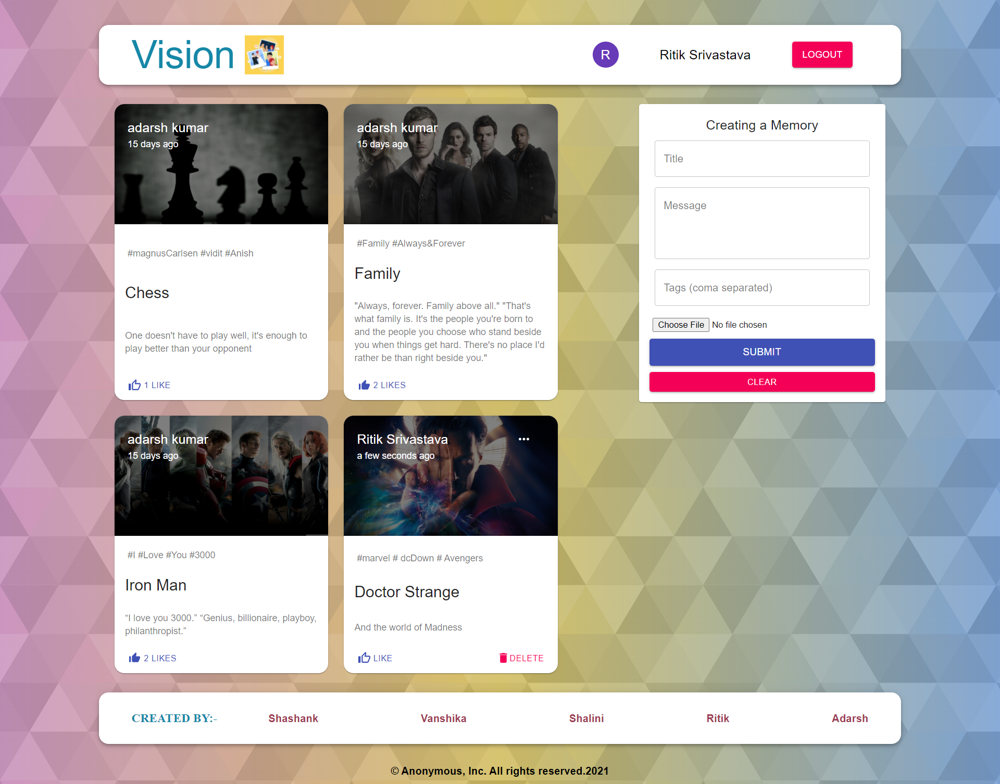 Vision
R
Ritik Srivastava
LOGOUT
adarsh kumar
15 days ago
#magnusCarlsen #vidit #Anish
Chess
One doesn't have to play well, it's enough to
play better than your opponent
1 LIKE
adarsh kumar
15 days ago
#Family #Always&Forever
Family
"Always, forever. Family above all." "That's
what family is. It's the people you're born to
and the people you choose who stand beside
you when things get hard. There's no place I'd
rather be than right beside you."
2 LIKES
Creating a Memory
Title
Message
Tags (coma separated)
Choose File No file chosen
SUBMIT
CLEAR
adarsh kumar
15 days ago
#I #Love #You #3000
Iron Man
“I love you 3000.” “Genius, billionaire, playboy,
philanthropist.”
2 LIKES
Ritik Srivastava
a few seconds ago
#marvel # dcDown # Avengers
Doctor Strange
And the world of Madness
LIKE
DELETE
CREATED BY:- Shashank Vanshika Shalini Ritik Adarsh
© Anonymous, Inc. All rights reserved.2021